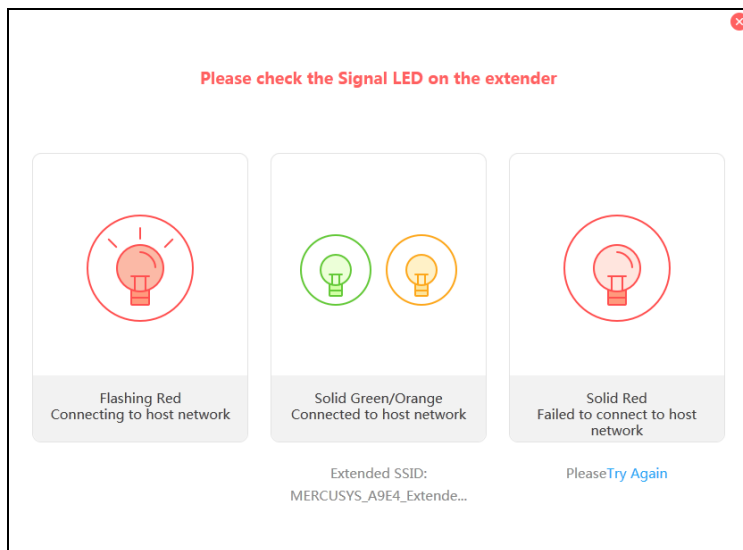 Please check the Signal LED on the extender
Flashing Red
Connecting to host network
Solid Green/Orange
Connected to host network
Solid Red
Failed to connect to host
network
Extended SSID:
MERCUSYS_A9E4_Extende...
PleaseTry Again